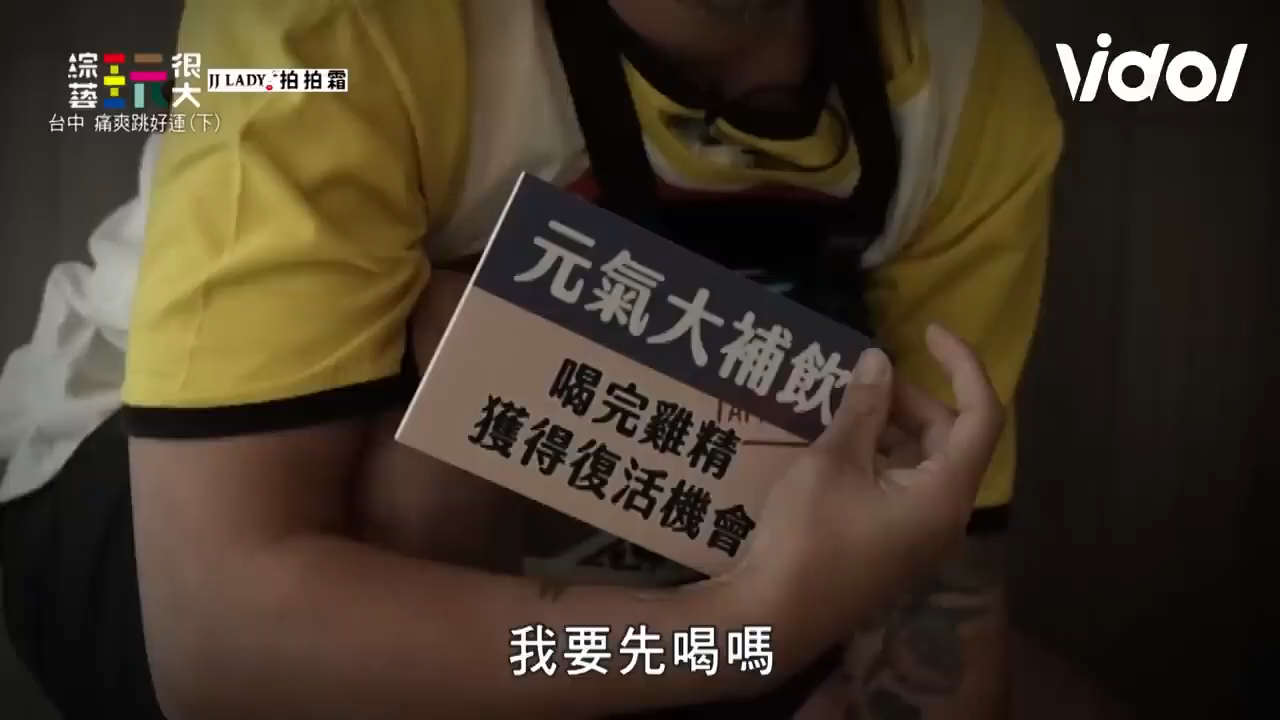 綜藝玩很大
JJ LADY 拍拍霜
台中 痛爽跳好運(下)
Vidol
元氣大補飲
喝完雞精
獲得復活機會
我要先喝嗎